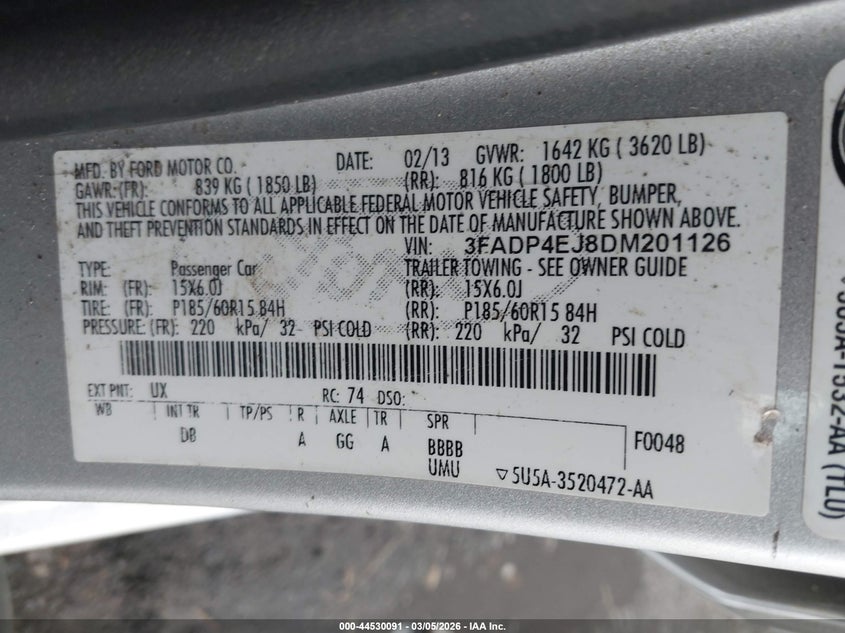 MFD. BY FORD MOTOR CO. DATE: 02/13 GVWR: 1642 KG ( 3620 LB)
GAWR: (FR): 839 KG ( 1850 LB) (RR): 816 KG ( 1800 LB)
THIS VEHICLE CONFORMS TO ALL APPLICABLE FEDERAL MOTOR VEHICLE SAFETY, BUMPER,
AND THEFT PREVENTION STANDARDS IN EFFECT ON THE DATE OF MANUFACTURE SHOWN ABOVE.
VIN: 3FADP4EJ8DM201126
TYPE: Passenger Car TRAILER TOWING - SEE OWNER GUIDE
RIM: (FR): 15X6.0J (RR): 15X6.0J
TIRE: (FR): P185/60R15 84H (RR): P185/60R15 84H
PRESSURE: (FR): 220 kPa/ 32 PSI COLD (RR): 220 kPa/ 32 PSI COLD
EXT PNT: UX RC: 74 DSO:
WB INT TR TP/PS R AXLE TR SPR
DB A GG A BBBB F0048
UMU ▽5U5A-3520472-AA
(TLU)
000-44530091 - 03/05/2026 - IAA Inc.